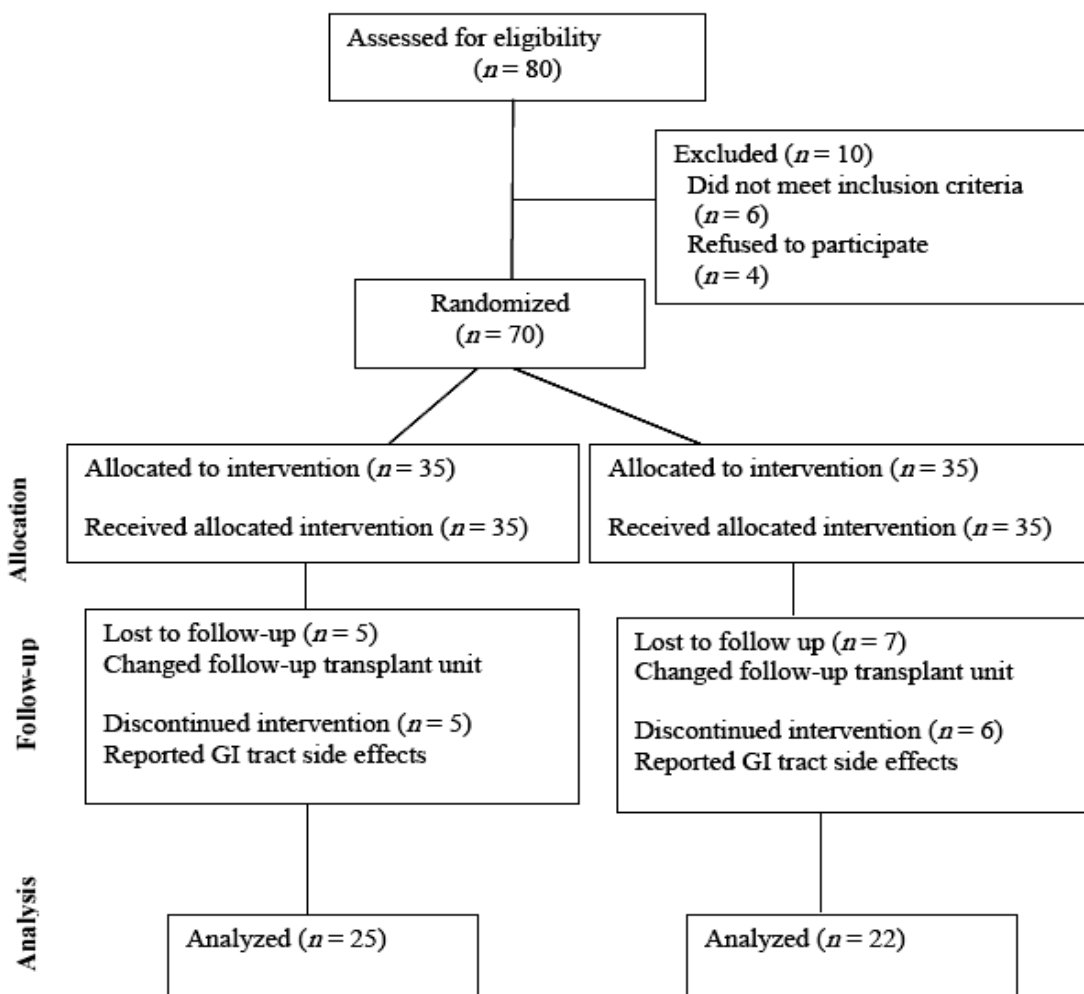 Assessed for eligibility
(n = 80)
Excluded (n = 10)
Did not meet inclusion criteria
(n = 6)
Refused to participate
(n = 4)
Randomized
(n = 70)
Allocation
Allocated to intervention (n = 35)
Received allocated intervention (n = 35)
Allocated to intervention (n = 35)
Received allocated intervention (n = 35)
Follow-up
Lost to follow-up (n = 5)
Changed follow-up transplant unit
Discontinued intervention (n = 5)
Reported GI tract side effects
Lost to follow up (n = 7)
Changed follow-up transplant unit
Discontinued intervention (n = 6)
Reported GI tract side effects
Analysis
Analyzed (n = 25)
Analyzed (n = 22)